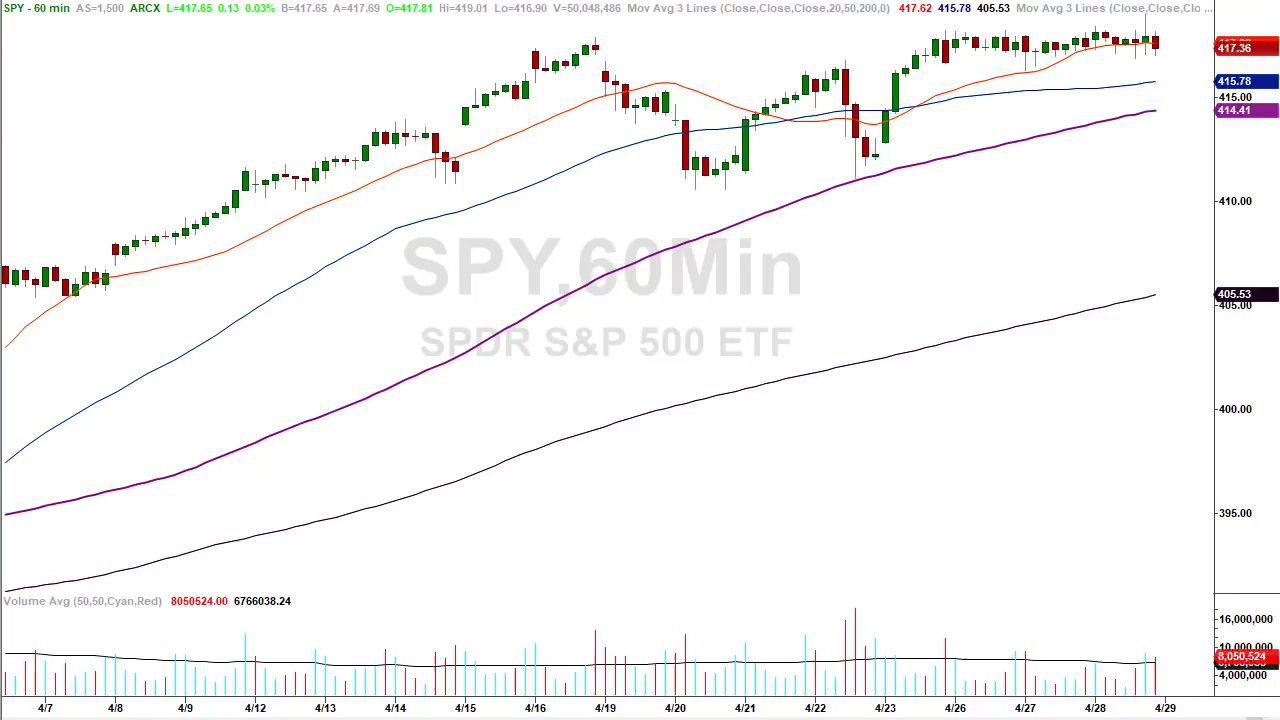 SPY - 60 min AS=1,500 ARCX L=417.65 0.13 0.03% B=417.65 A=417.69 O=417.81 Hi=419.01 Lo=416.90 V=50,048,486 Mov Avg 3 Lines (Close,Close,Close,20,50,200,0) 417.62 415.78 405.53 Mov Avg 3 Lines (Close,Close,Clo ...
417.36
415.78
415.00
414.41
410.00
SPY,60Min
405.53
405.00
SPDR S&P 500 ETF
400.00
395.00
Volume Avg (50,50,Cyan,Red) 8050524.00 6766038.24
16,000,000
10,000,000
8,050,524
4,000,000
4/7 4/8 4/9 4/12 4/13 4/14 4/15 4/16 4/19 4/20 4/21 4/22 4/23 4/26 4/27 4/28 4/29